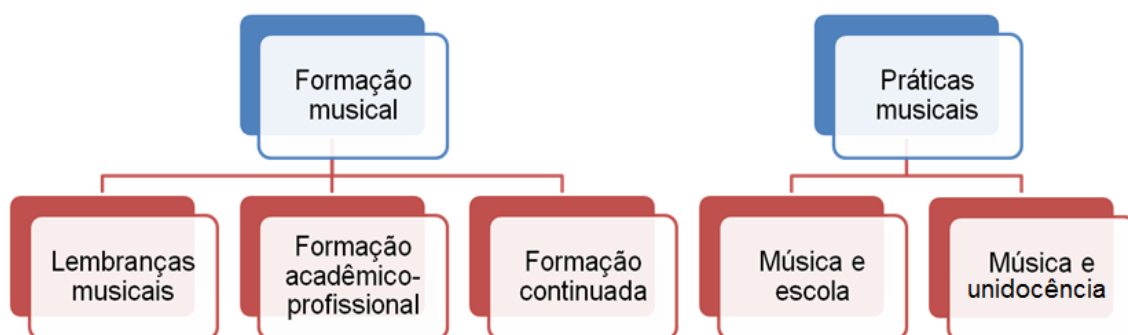 Formação
musical
Práticas
musicais
Lembranças
musicais
Formação
acadêmico-
profissional
Formação
continuada
Música e
escola
Música e
unidocência